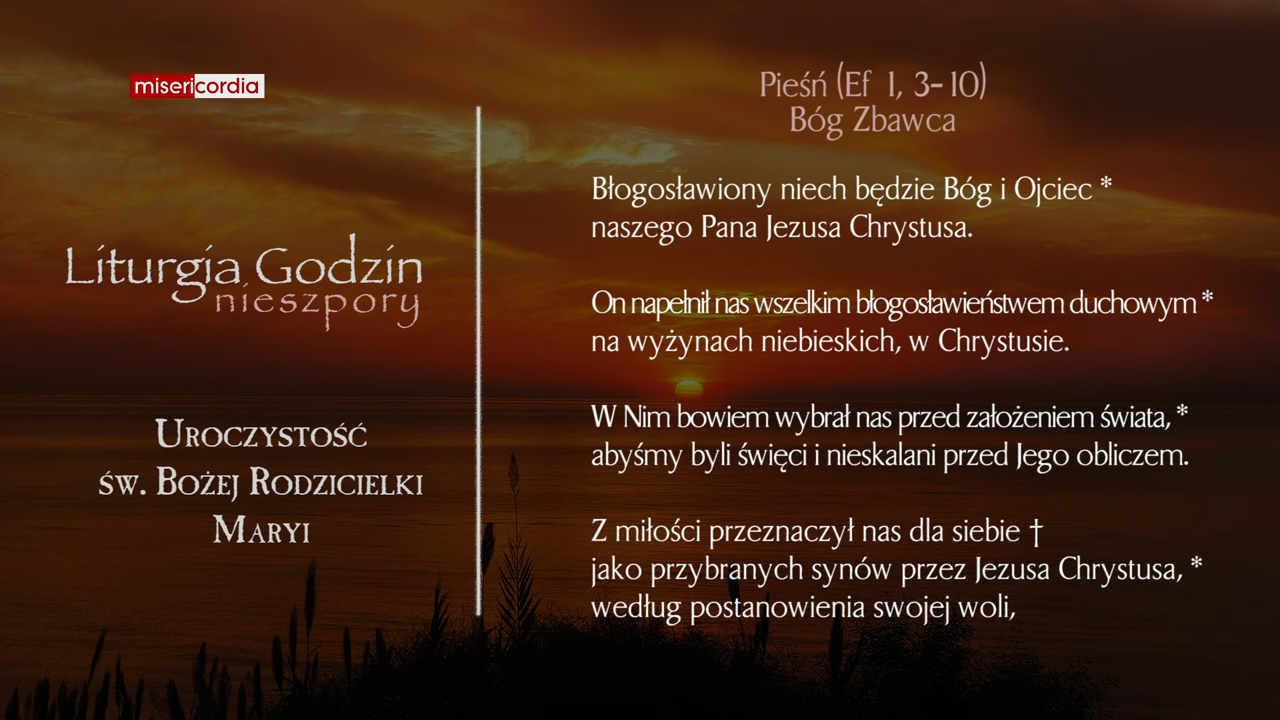 misericordia
Liturgia Godzin
nieszpory
Uroczystość
św. Bożej Rodzicielki
Maryi
Pieśń (Ef 1, 3-10)
Bóg Zbawca
Błogosławiony niech będzie Bóg i Ojciec *
naszego Pana Jezusa Chrystusa.
On napełnił nas wszelkim błogosławieństwem duchowym *
na wyżynach niebieskich, w Chrystusie.
W Nim bowiem wybrał nas przed założeniem świata, *
abyśmy byli święci i nieskalani przed Jego obliczem.
Z miłości przeznaczył nas dla siebie †
jako przybranych synów przez Jezusa Chrystusa, *
według postanowienia swojej woli,